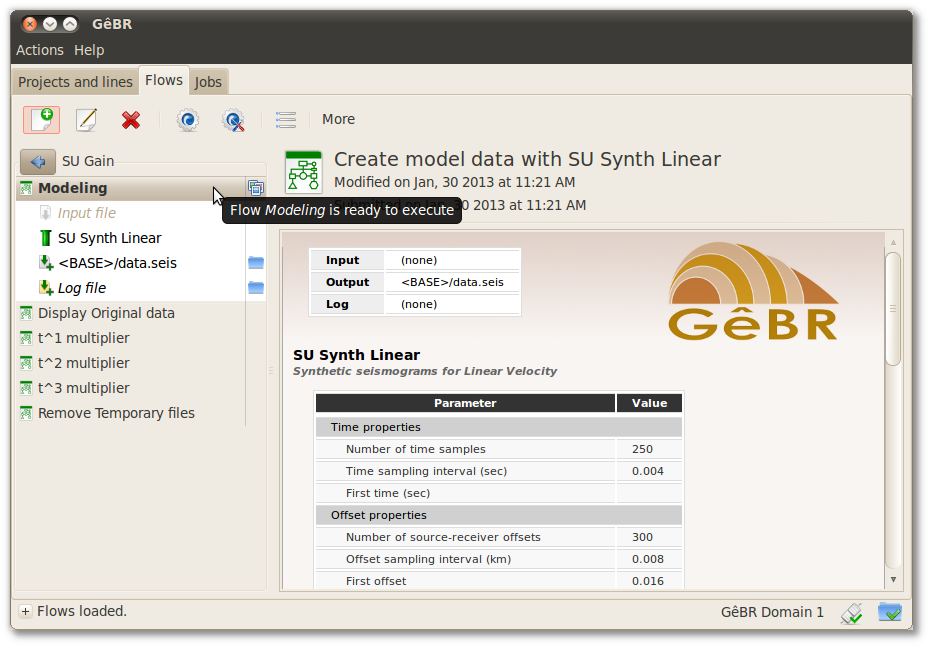 GêBR
Actions Help
Projects and lines Flows Jobs
More
SU Gain
Modeling
Input file
SU Synth Linear
<BASE>/data.seis
Log file
Display Original data
t^1 multiplier
t^2 multiplier
t^3 multiplier
Remove Temporary files
Flow Modeling is ready to execute
Create model data with SU Synth Linear
Modified on Jan, 30 2013 at 11:21 AM
30 2013 at 11:21 AM
Input (none)
Output <BASE>/data.seis
Log (none)
GêBR
SU Synth Linear
Synthetic seismograms for Linear Velocity
Parameter Value
Time properties
Number of time samples 250
Time sampling interval (sec) 0.004
First time (sec)
Offset properties
Number of source-receiver offsets 300
Offset sampling interval (km) 0.008
First offset 0.016
Flows loaded.
GêBR Domain 1